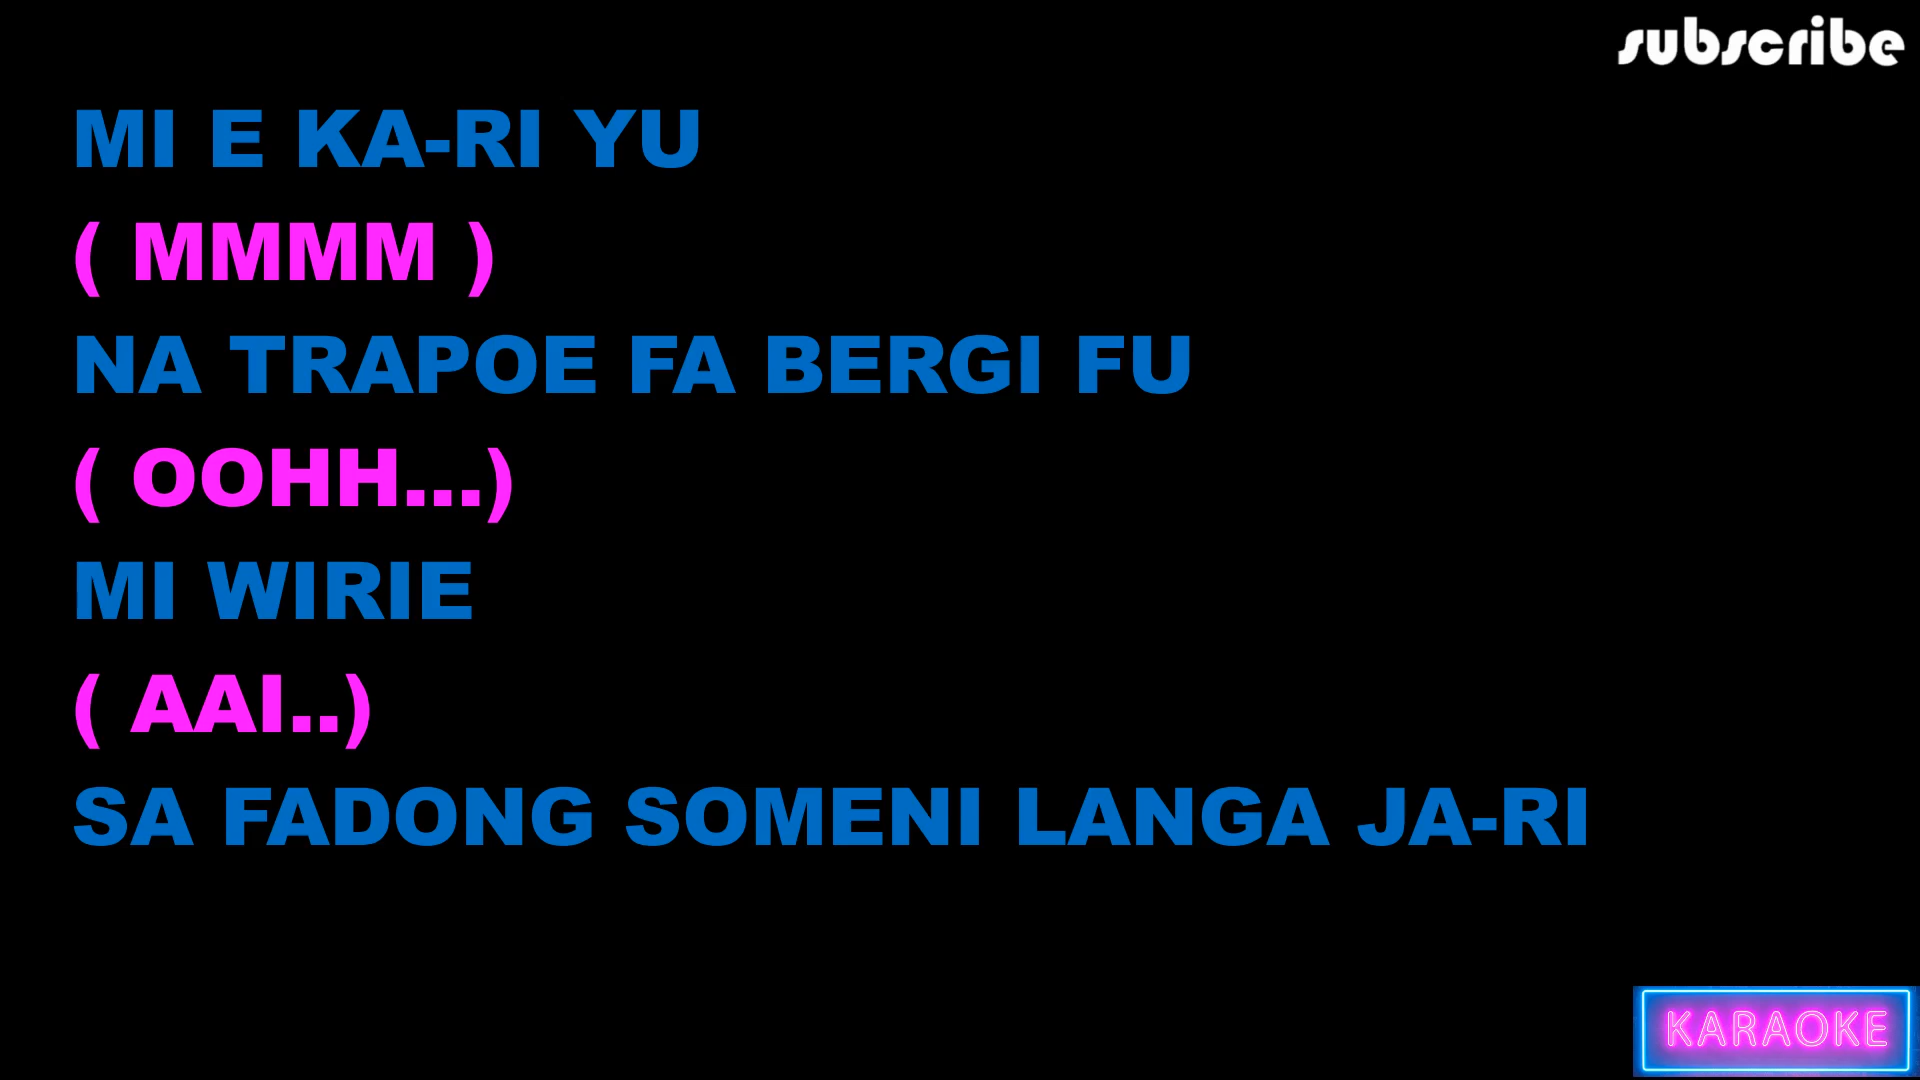 subscribe
MI E KA-RI YU
( MMMM )
NA TRAPOE FA BERGI FU
( OOHH...)
MI WIRIE
( AAI..)
SA FADONG SOMENI LANGA JA-RI
KARAOKE